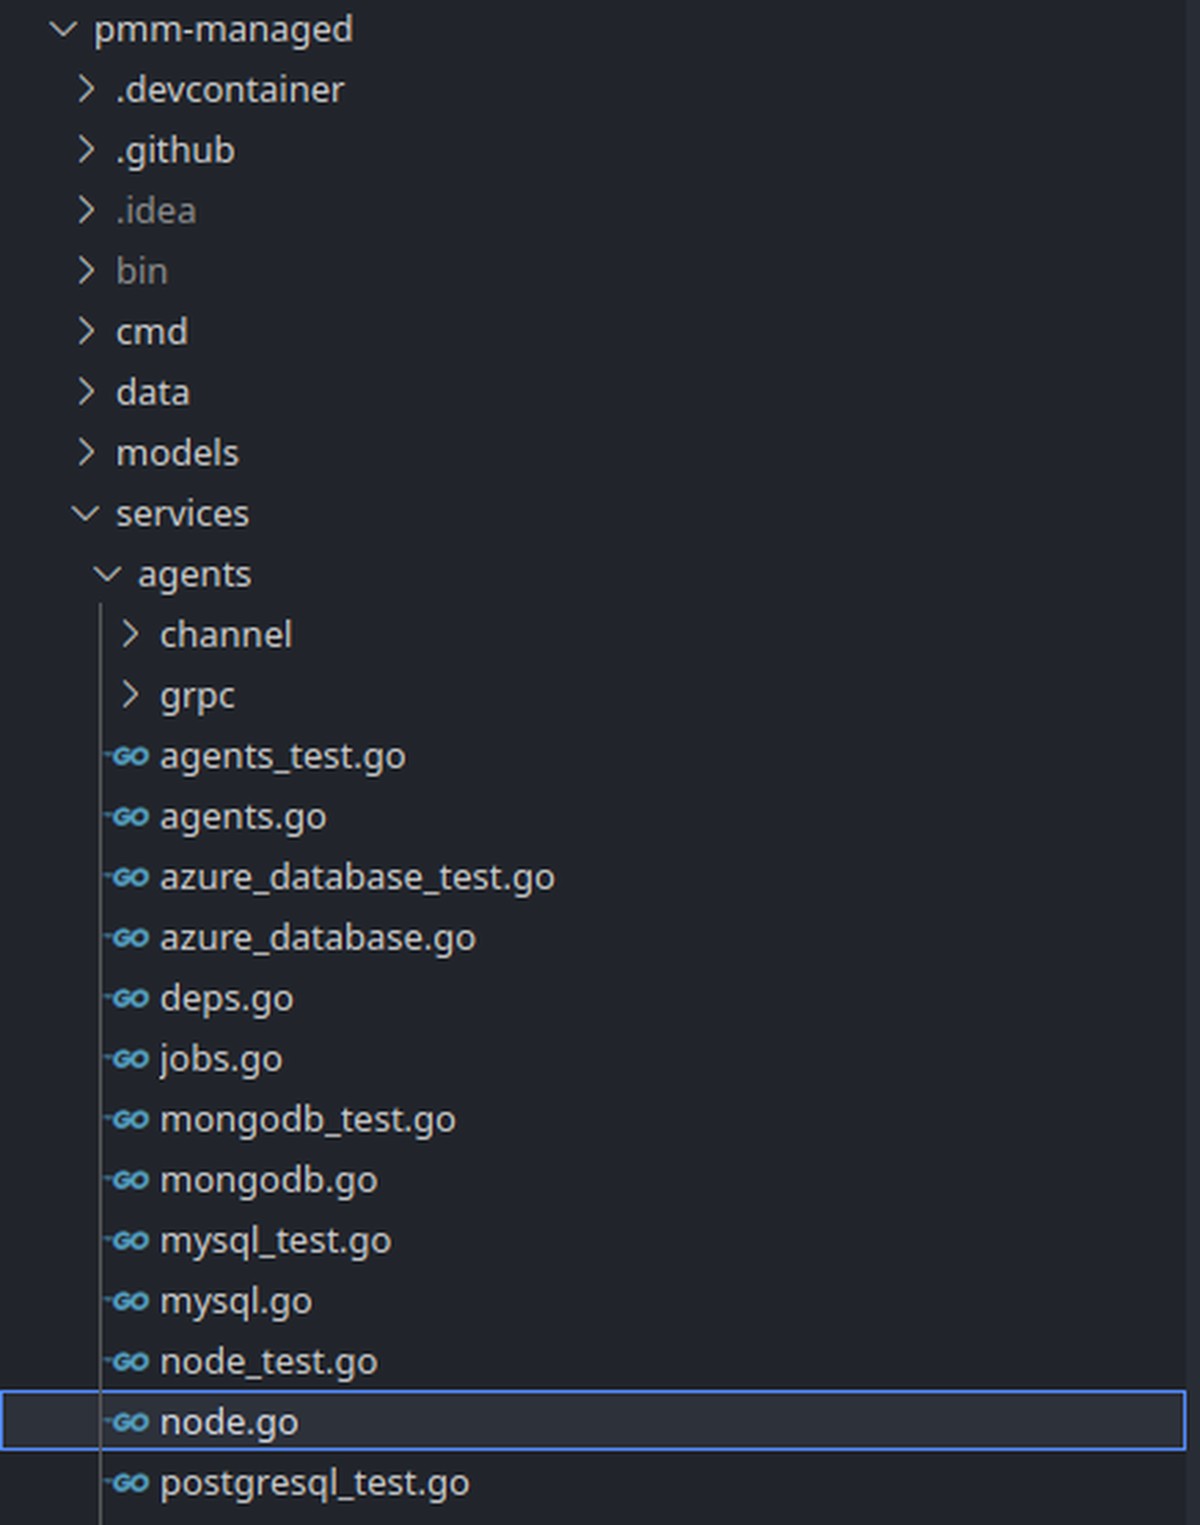 pmm-managed
.devcontainer
.github
.idea
bin
cmd
data
models
services
agents
channel
grpc
GO agents_test.go
GO agents.go
GO azure_database_test.go
GO azure_database.go
GO deps.go
GO jobs.go
GO mongodb_test.go
GO mongodb.go
GO mysql_test.go
GO mysql.go
GO node_test.go
GO node.go
GO postgresql_test.go